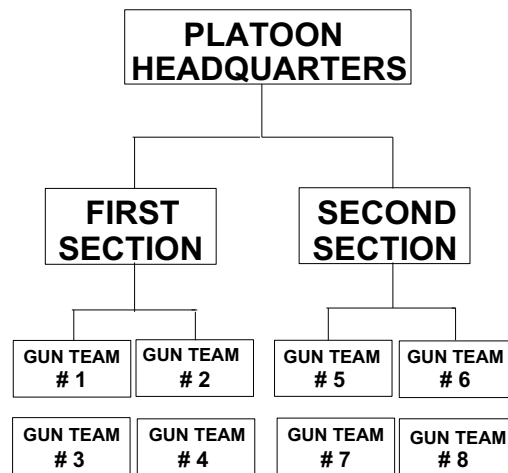 PLATOON
HEADQUARTERS
FIRST
SECTION
SECOND
SECTION
GUN TEAM
# 1
GUN TEAM
# 2
GUN TEAM
# 5
GUN TEAM
# 6
GUN TEAM
# 3
GUN TEAM
# 4
GUN TEAM
# 7
GUN TEAM
# 8